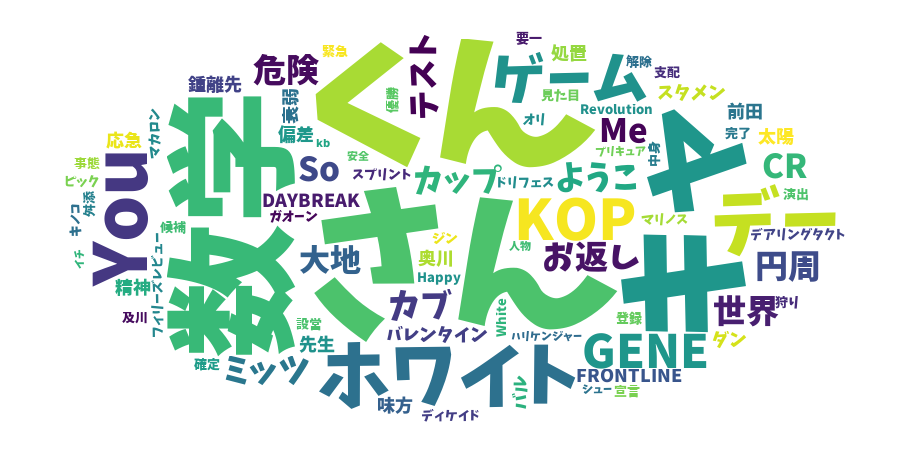 要一
緊急
処置
解除
支配
危険
くん
テスト
ゲーム
鍾離先
衰弱
優勝
見た目
スタメン
マカロン
オリ
Revolution
前田
応急
偏差
kb
Me
完了
太陽
数学
安全
プリキュア
中身
キタ
事態
So
スプリント
カップ
ドリフェス
ようこ
CR
ピック
You
DAYBREAK
さん
KOP
デー
演出
キノコ
舛添
ガオーン
マリノス
候補
ジン
人物
お返し
デアリングタクト
イチ
フィリーズレビュー
大地
奥川
円周
精神
Happy
カブ
White
世界
狩り
及川
設営
バレンタイン
ハリケンジャー
登録
ダン
先生
GENE
確定
ミッツ
ホワイト
FRONTLINE
バル
シュー
宣言
味方
ディケイド